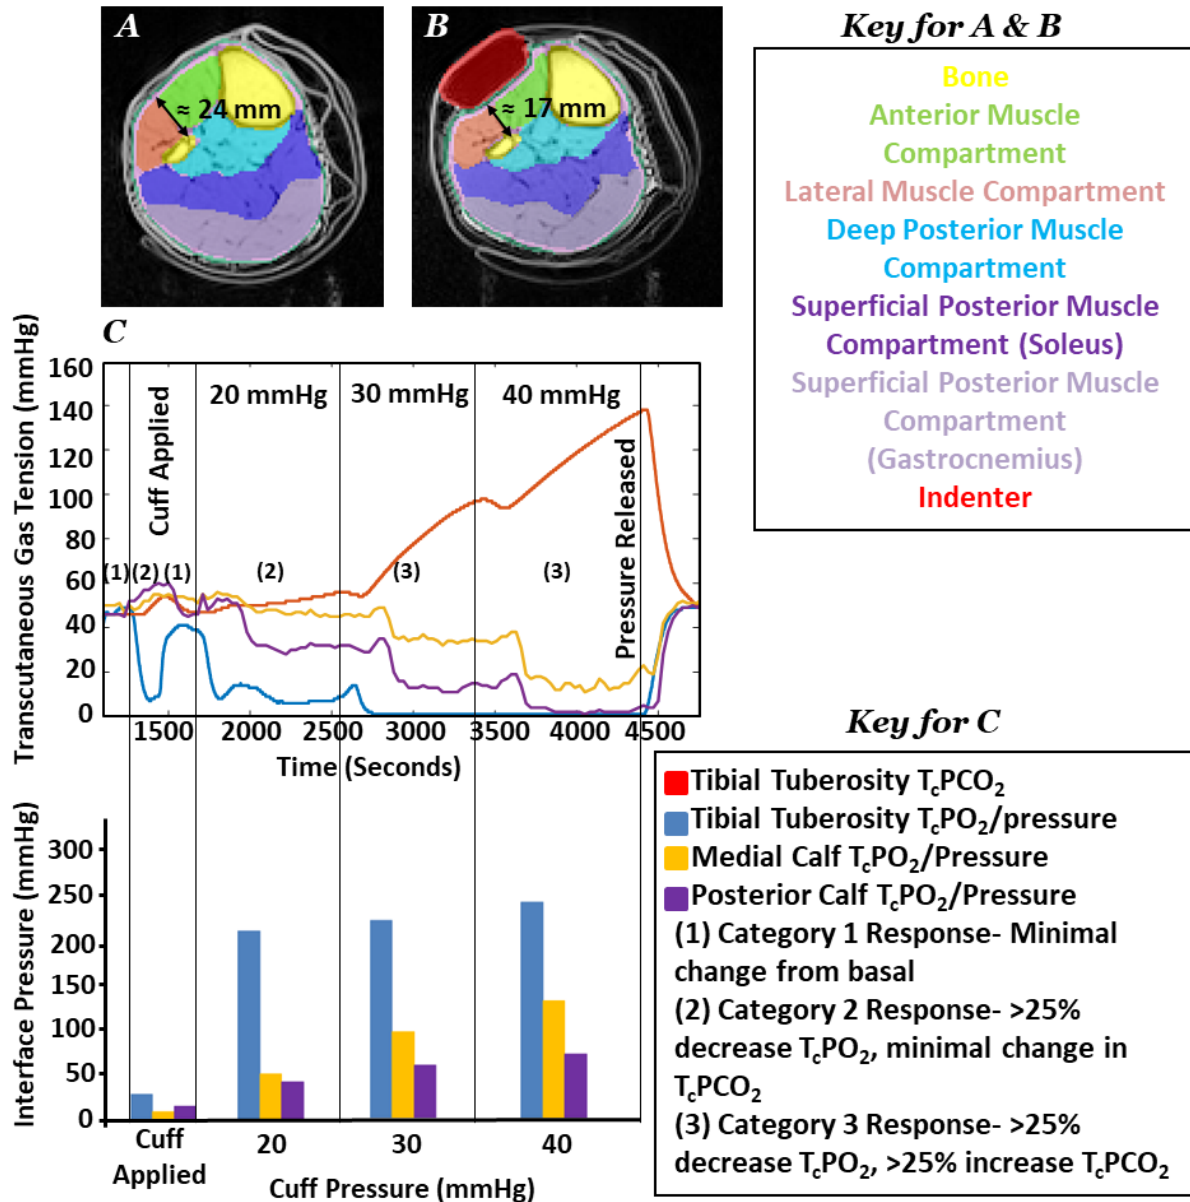 A
≈ 24 mm
B
≈ 17 mm
Key for A & B
Bone
Anterior Muscle
Compartment
Lateral Muscle Compartment
Deep Posterior Muscle
Compartment
Superficial Posterior Muscle
Compartment (Soleus)
Superficial Posterior Muscle
Compartment
(Gastrocnemius)
Indenter
C
Transcutaneous Gas Tension (mmHg)
160
140
120
100
80
60
40
20
0
Cuff Applied
20 mmHg
30 mmHg
40 mmHg
Pressure Released
(1) (2) (1)
(2)
(3)
(3)
1500 2000 2500 3000 3500 4000 4500
Time (Seconds)
Interface Pressure (mmHg)
300
250
200
150
100
50
0
Cuff
Applied
20
30
40
Cuff Pressure (mmHg)
Key for C
Tibial Tuberosity TcPCO2
Tibial Tuberosity TcPO2/pressure
Medial Calf TcPO2/Pressure
Posterior Calf TcPO2/Pressure
(1) Category 1 Response- Minimal
change from basal
(2) Category 2 Response- >25%
decrease TcPO2, minimal change in
TcPCO2
(3) Category 3 Response- >25%
decrease TcPO2, >25% increase TcPCO2